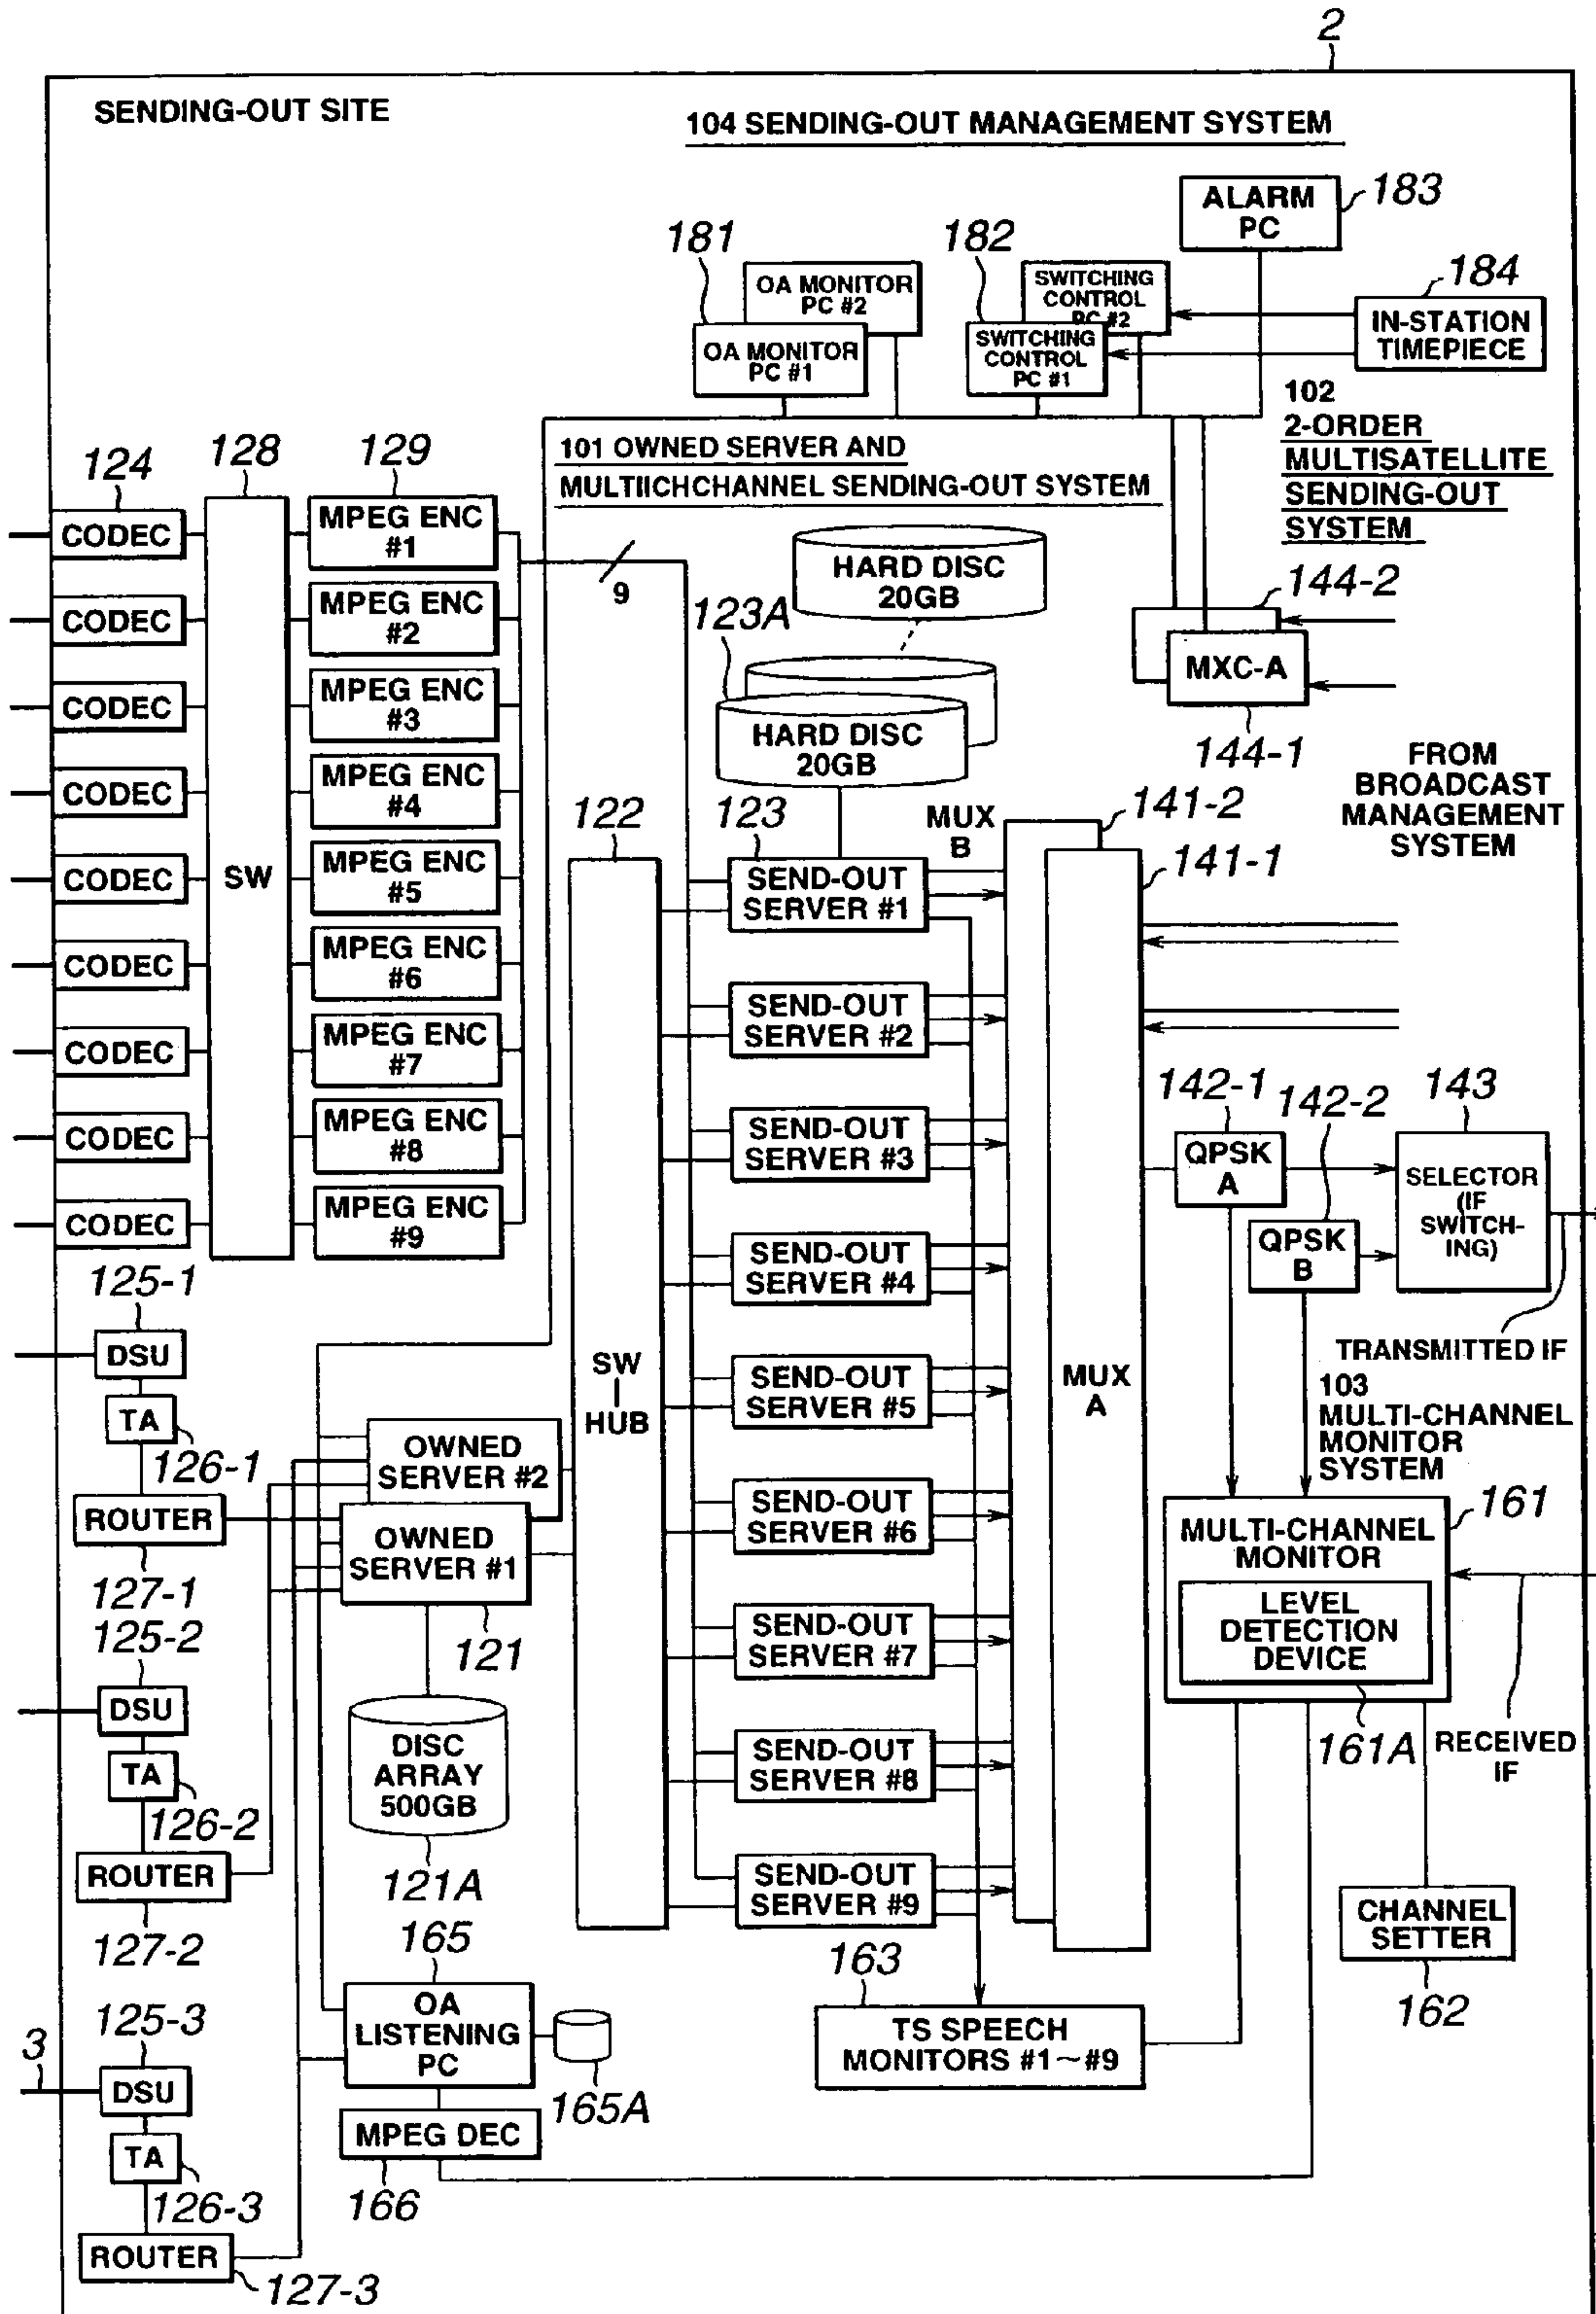 2
SENDING-OUT SITE
104 SENDING-OUT MANAGEMENT SYSTEM
ALARM
PC
183
181
182
184
OA MONITOR
PC #2
OA MONITOR
PC #1
SWITCHING
CONTROL
PC #2
SWITCHING
CONTROL
PC #1
IN-STATION
TIMEPIECE
102
2-ORDER
MULTISATELLITE
SENDING-OUT
SYSTEM
101 OWNED SERVER AND
MULTIICHCHANNEL SENDING-OUT SYSTEM
124
128
129
CODEC
CODEC
CODEC
CODEC
CODEC
CODEC
CODEC
CODEC
CODEC
SW
MPEG ENC
#1
MPEG ENC
#2
MPEG ENC
#3
MPEG ENC
#4
MPEG ENC
#5
MPEG ENC
#6
MPEG ENC
#7
MPEG ENC
#8
MPEG ENC
#9
9
HARD DISC
20GB
123A
HARD DISC
20GB
144-2
MXC-A
144-1
FROM
BROADCAST
MANAGEMENT
SYSTEM
122
123
MUX
B
141-2
141-1
SEND-OUT
SERVER #1
SEND-OUT
SERVER #2
SEND-OUT
SERVER #3
SEND-OUT
SERVER #4
SEND-OUT
SERVER #5
SEND-OUT
SERVER #6
SEND-OUT
SERVER #7
SEND-OUT
SERVER #8
SEND-OUT
SERVER #9
SW
|
HUB
MUX
A
142-1
142-2
143
QPSK
A
QPSK
B
SELECTOR
(IF
SWITCH-
ING)
TRANSMITTED IF
103
MULTI-CHANNEL
MONITOR
SYSTEM
161
MULTI-CHANNEL
MONITOR
LEVEL
DETECTION
DEVICE
161A
RECEIVED
IF
CHANNEL
SETTER
162
125-1
DSU
TA
126-1
ROUTER
127-1
OWNED
SERVER #2
OWNED
SERVER #1
121
DISC
ARRAY
500GB
121A
125-2
DSU
TA
126-2
ROUTER
127-2
165
OA
LISTENING
PC
165A
MPEG DEC
166
163
TS SPEECH
MONITORS #1~#9
3
125-3
DSU
TA
126-3
ROUTER
127-3